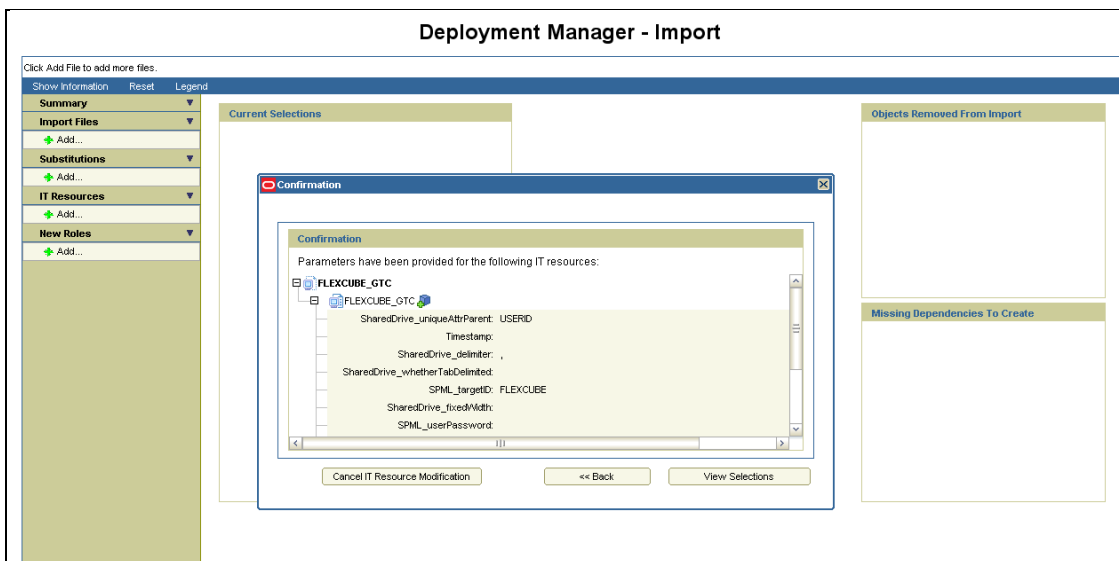 Deployment Manager - Import
Click Add File to add more files.
Show Information Reset Legend
Summary
Import Files
Add...
Substitutions
Add...
IT Resources
Add...
New Roles
Add...
Current Selections
Objects Removed From Import
Missing Dependencies To Create
Confirmation
Confirmation
Parameters have been provided for the following IT resources:
FLEXCUBE_GTC
FLEXCUBE_GTC
SharedDrive_uniqueAttrParent: USERID
Timestamp:
SharedDrive_delimiter: ,
SharedDrive_whetherTabDelimited:
SPML_targetID: FLEXCUBE
SharedDrive_fixedWidth:
SPML_userPassword:
Cancel IT Resource Modification << Back View Selections